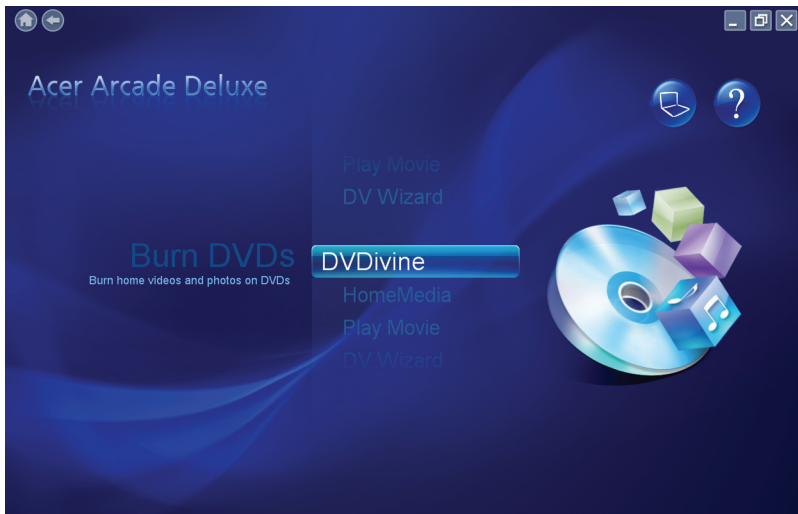 Acer Arcade Deluxe
?
Play Movie
DV Wizard
Burn DVDs
Burn home videos and photos on DVDs
DVDivine
HomeMedia
Play Movie
DV Wizard